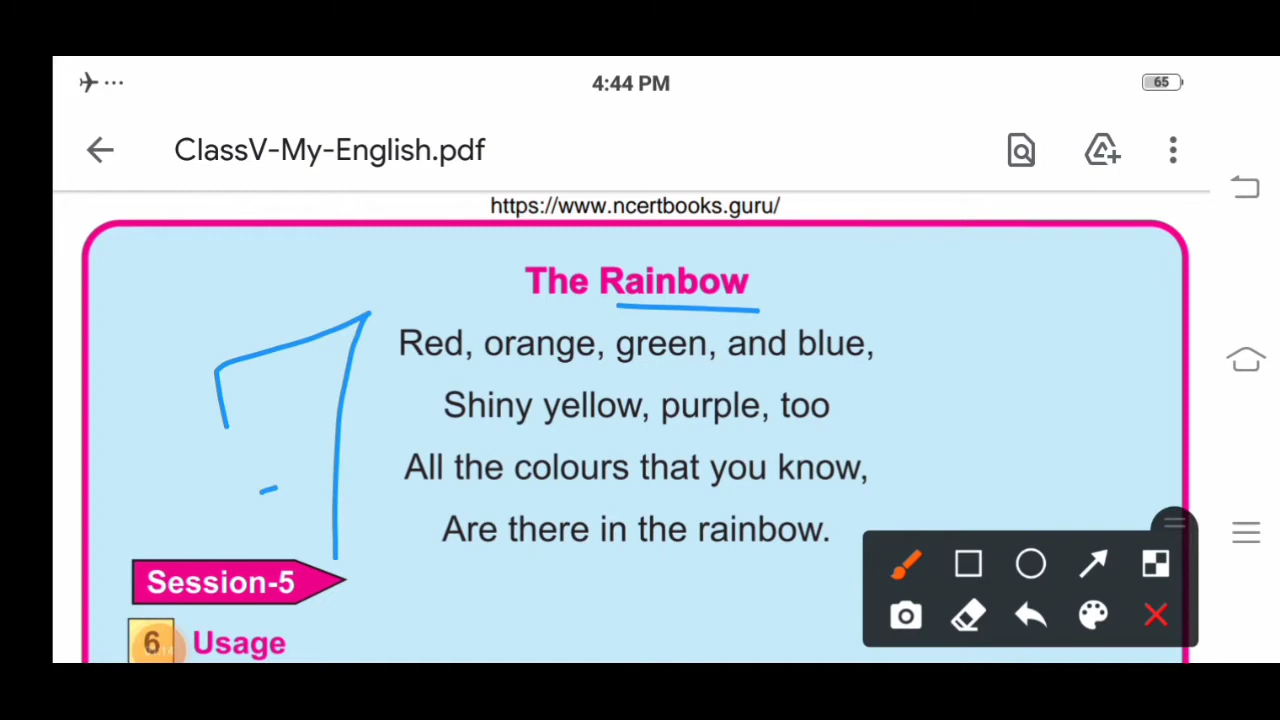 4:44 PM
65
ClassV-My-English.pdf
https://www.ncertbooks.guru/
The Rainbow
Red, orange, green, and blue,
Shiny yellow, purple, too
All the colours that you know,
Are there in the rainbow.
Session-5
6 Usage